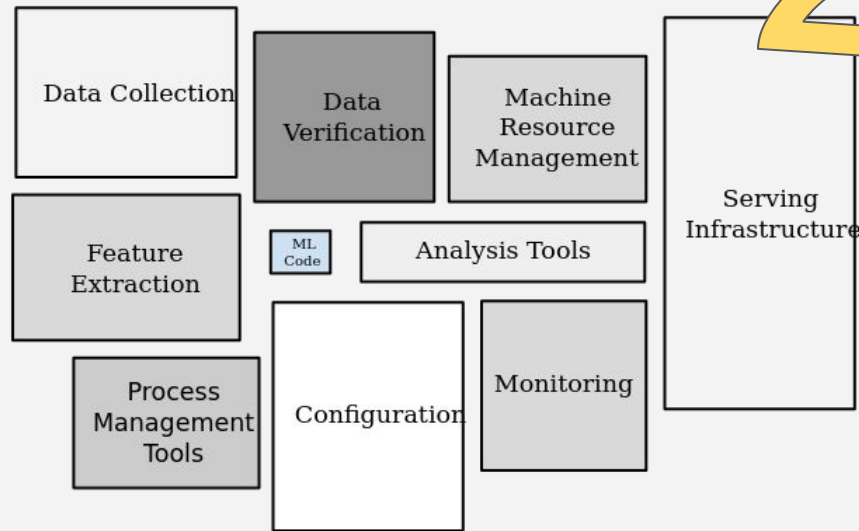 Data Collection
Data
Verification
Machine
Resource
Management
Serving
Infrastructure
Feature
Extraction
ML
Code
Analysis Tools
Process
Management
Tools
Configuration
Monitoring